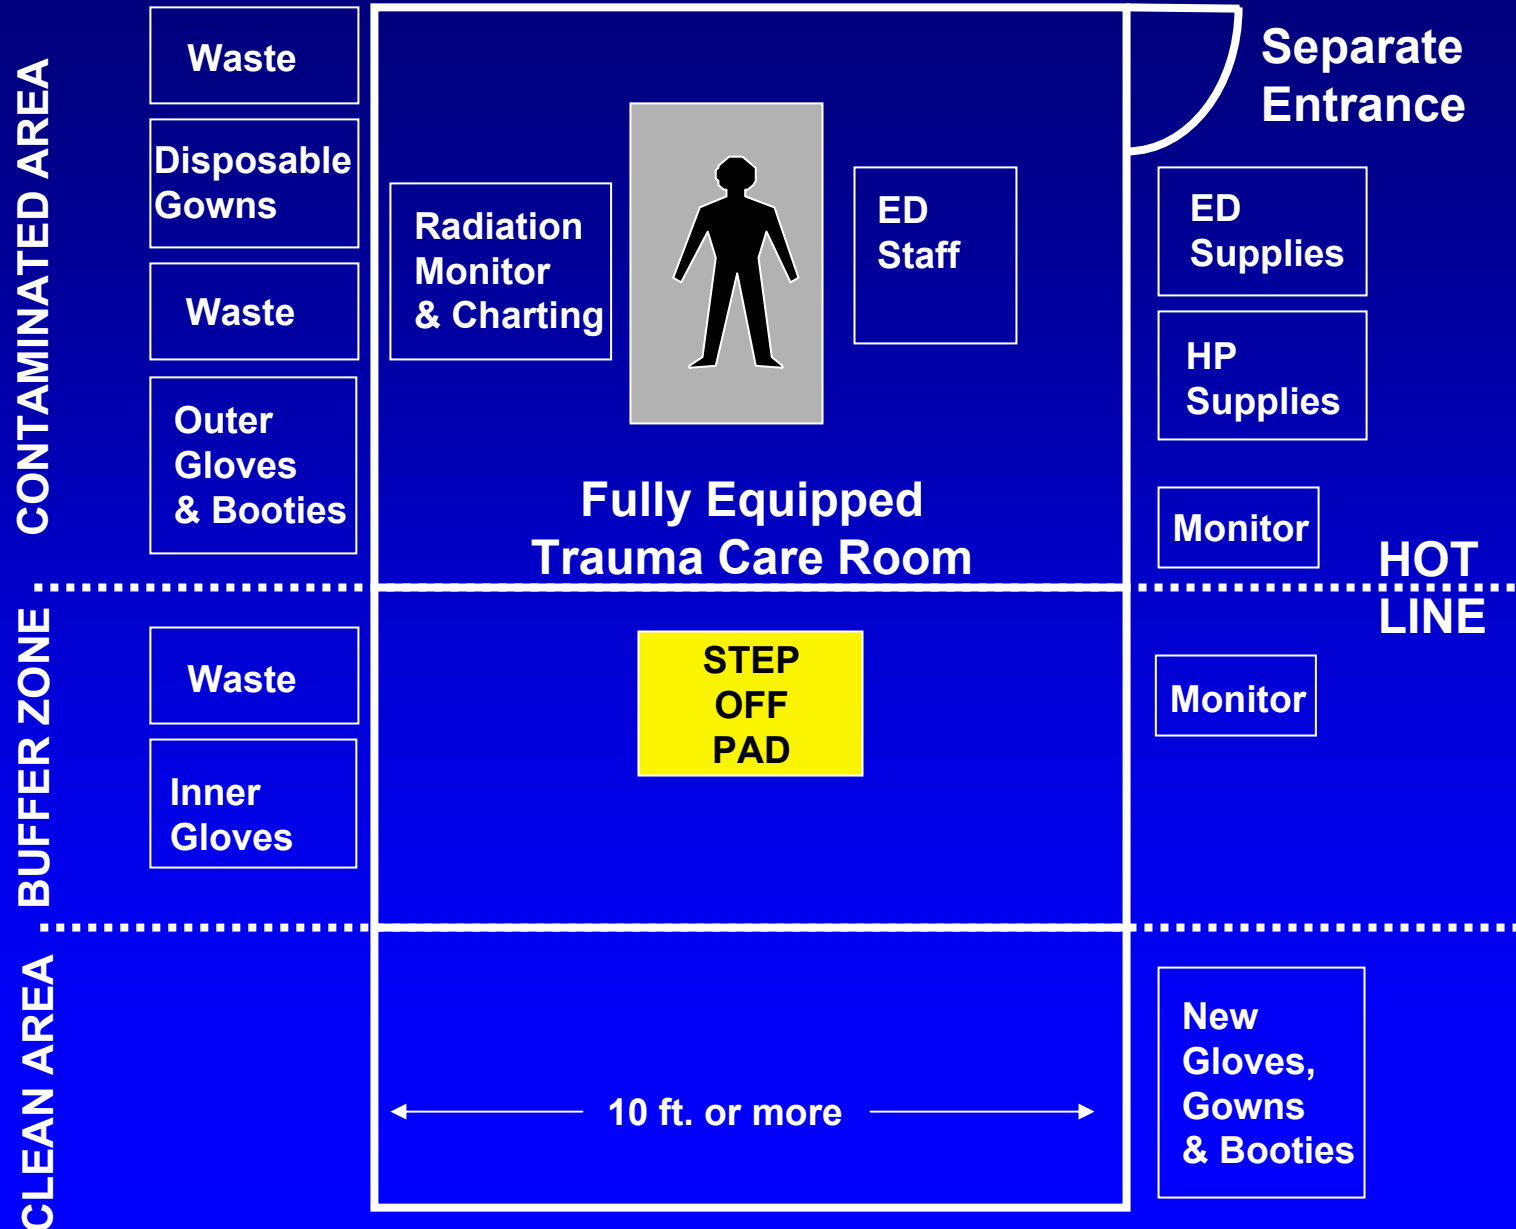 CONTAMINATED AREA
Waste
Disposable
Gowns
Waste
Outer
Gloves
& Booties
Radiation
Monitor
& Charting
ED
Staff
Fully Equipped
Trauma Care Room
Separate
Entrance
ED
Supplies
HP
Supplies
Monitor
HOT
LINE
BUFFER ZONE
Waste
Inner
Gloves
STEP
OFF
PAD
Monitor
CLEAN AREA
10 ft. or more
New
Gloves,
Gowns
& Booties